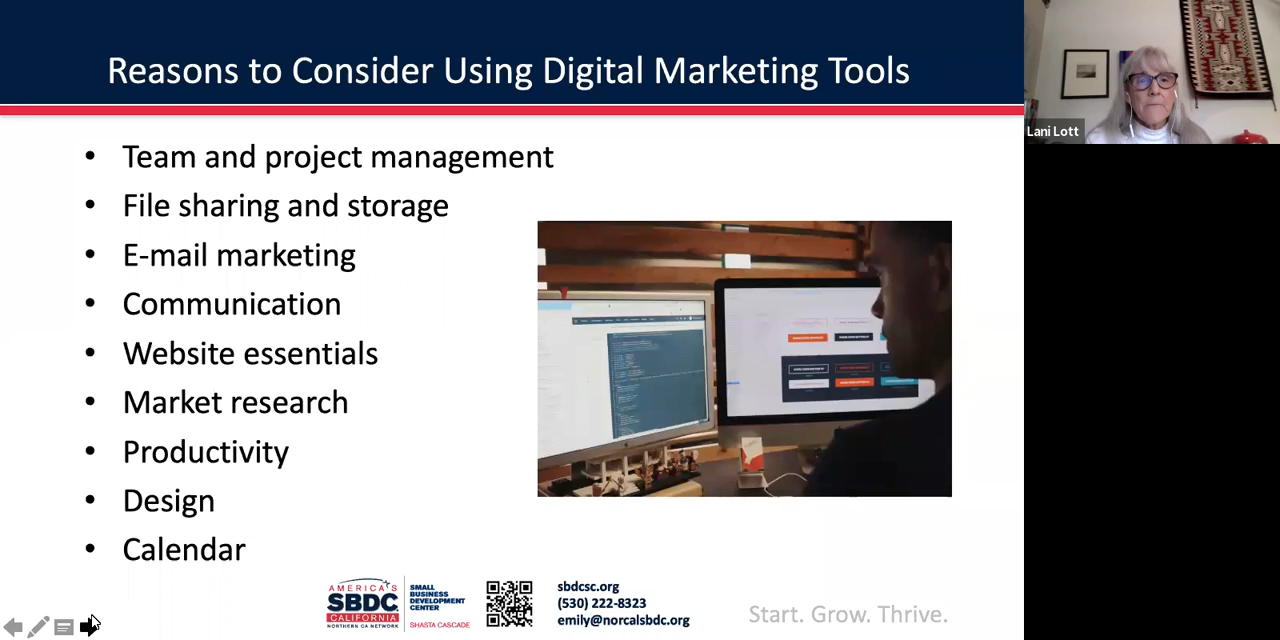 Reasons to Consider Using Digital Marketing Tools
Lani Lott
• Team and project management
• File sharing and storage
• E-mail marketing
• Communication
• Website essentials
• Market research
• Productivity
• Design
• Calendar
AMERICA'S
SBDC
CALIFORNIA
NORTHERN CA NETWORK
SMALL
BUSINESS
DEVELOPMENT
CENTER
SHASTA CASCADE
sbdcsc.org
(530) 222-8323
emily@norcalsbdc.org
Start. Grow. Thrive.